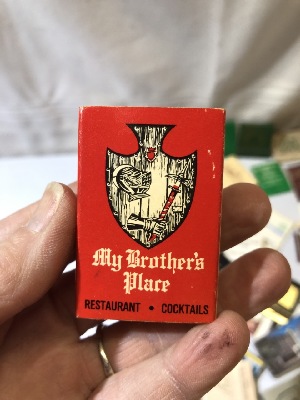 My Brother's
Place
RESTAURANT • COCKTAILS